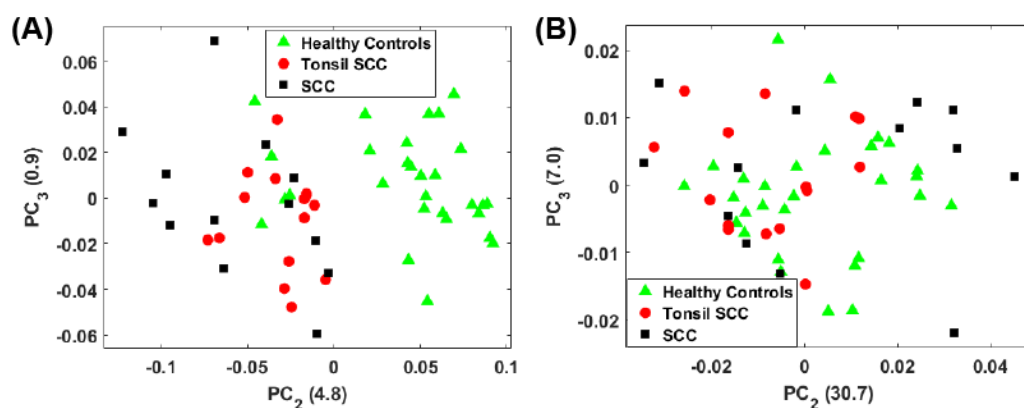 (A)
0.06
0.04
0.02
0
-0.02
-0.04
-0.06
PC3 (0.9)
Healthy Controls
Tonsil SCC
SCC
-0.1
-0.05
0
0.05
0.1
PC2 (4.8)
(B)
0.02
0.01
0
-0.01
-0.02
PC3 (7.0)
Healthy Controls
Tonsil SCC
SCC
-0.02
0
0.02
0.04
PC2 (30.7)